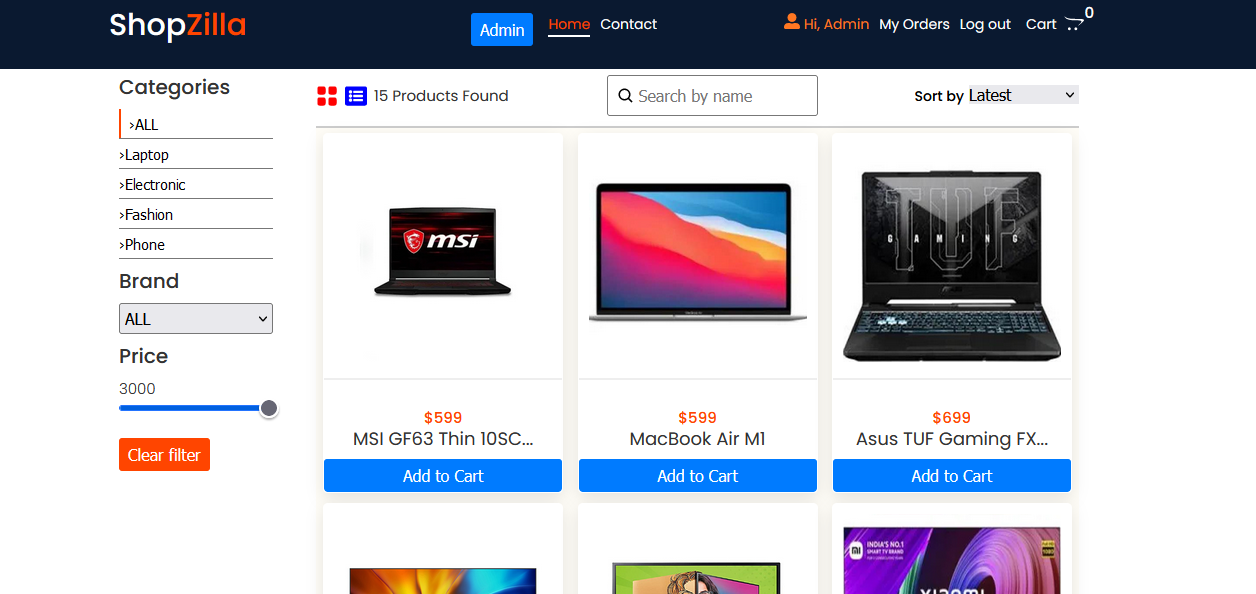 ShopZilla
Admin
Home
Contact
Hi, Admin
My Orders
Log out
Cart
0
Categories
›ALL
›Laptop
›Electronic
›Fashion
›Phone
Brand
ALL
Price
3000
Clear filter
15 Products Found
Search by name
Sort by Latest
msi
TUF
GAMING
ASUS
$599
MSI GF63 Thin 10SC...
Add to Cart
$599
MacBook Air M1
Add to Cart
$699
Asus TUF Gaming FX...
Add to Cart
INDIA'S NO.1
SMART TV BRAND
XIAOMI